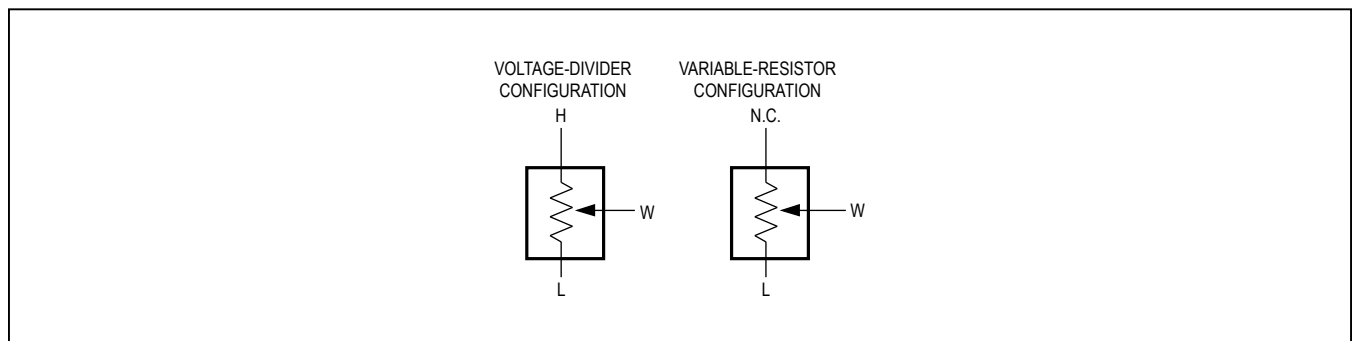 VOLTAGE-DIVIDER
CONFIGURATION
H
W
L
VARIABLE-RESISTOR
CONFIGURATION
N.C.
W
L